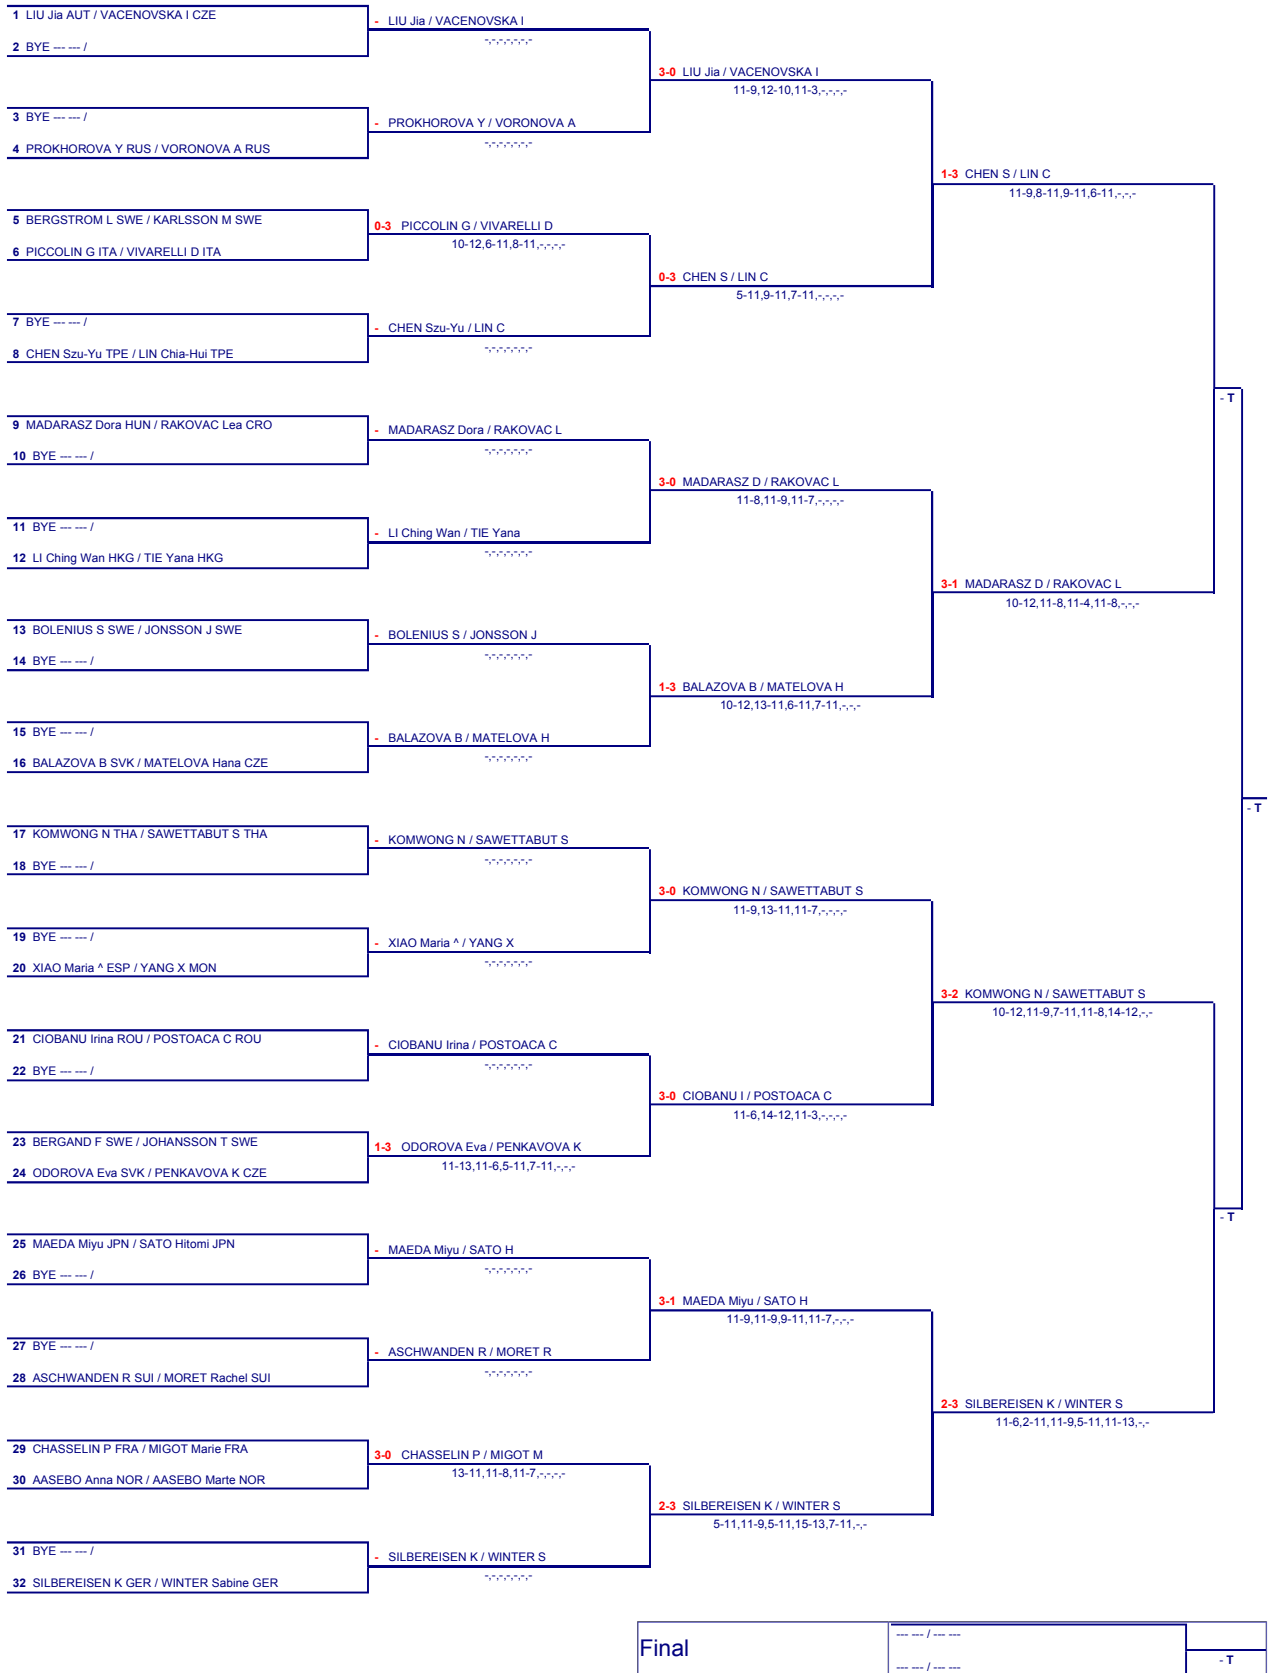 1 LIU Jia AUT / VACENOVSKA I CZE
2 BYE --- --- /
- LIU Jia / VACENOVSKA I
-,-,-,-,-,-,-
3-0 LIU Jia / VACENOVSKA I
11-9,12-10,11-3,-,-,-,-
3 BYE --- --- /
4 PROKHOROVA Y RUS / VORONOVA A RUS
- PROKHOROVA Y / VORONOVA A
-,-,-,-,-,-,-
1-3 CHEN S / LIN C
11-9,8-11,9-11,6-11,-,-,-
5 BERGSTROM L SWE / KARLSSON M SWE
6 PICCOLIN G ITA / VIVARELLI D ITA
0-3 PICCOLIN G / VIVARELLI D
10-12,6-11,8-11,-,-,-,-
0-3 CHEN S / LIN C
5-11,9-11,7-11,-,-,-,-
7 BYE --- --- /
8 CHEN Szu-Yu TPE / LIN Chia-Hui TPE
- CHEN Szu-Yu / LIN C
-,-,-,-,-,-,-
- T
9 MADARASZ Dora HUN / RAKOVAC Lea CRO
10 BYE --- --- /
- MADARASZ Dora / RAKOVAC L
-,-,-,-,-,-,-
3-0 MADARASZ D / RAKOVAC L
11-8,11-9,11-7,-,-,-,-
11 BYE --- --- /
12 LI Ching Wan HKG / TIE Yana HKG
- LI Ching Wan / TIE Yana
-,-,-,-,-,-,-
3-1 MADARASZ D / RAKOVAC L
10-12,11-8,11-4,11-8,-,-,-
13 BOLENIUS S SWE / JONSSON J SWE
14 BYE --- --- /
- BOLENIUS S / JONSSON J
-,-,-,-,-,-,-
1-3 BALAZOVA B / MATELOVA H
10-12,13-11,6-11,7-11,-,-,-
15 BYE --- --- /
16 BALAZOVA B SVK / MATELOVA Hana CZE
- BALAZOVA B / MATELOVA H
-,-,-,-,-,-,-
- T
17 KOMWONG N THA / SAWETTABUT S THA
18 BYE --- --- /
- KOMWONG N / SAWETTABUT S
-,-,-,-,-,-,-
3-0 KOMWONG N / SAWETTABUT S
11-9,13-11,11-7,-,-,-,-
19 BYE --- --- /
20 XIAO Maria ^ ESP / YANG X MON
- XIAO Maria ^ / YANG X
-,-,-,-,-,-,-
3-2 KOMWONG N / SAWETTABUT S
10-12,11-9,7-11,11-8,14-12,-,-
21 CIOBANU Irina ROU / POSTOACA C ROU
22 BYE --- --- /
- CIOBANU Irina / POSTOACA C
-,-,-,-,-,-,-
3-0 CIOBANU I / POSTOACA C
11-6,14-12,11-3,-,-,-,-
23 BERGAND F SWE / JOHANSSON T SWE
24 ODOROVA Eva SVK / PENKAVOVA K CZE
1-3 ODOROVA Eva / PENKAVOVA K
11-13,11-6,5-11,7-11,-,-,-
- T
25 MAEDA Miyu JPN / SATO Hitomi JPN
26 BYE --- --- /
- MAEDA Miyu / SATO H
-,-,-,-,-,-,-
3-1 MAEDA Miyu / SATO H
11-9,11-9,9-11,11-7,-,-,-
27 BYE --- --- /
28 ASCHWANDEN R SUI / MORET Rachel SUI
- ASCHWANDEN R / MORET R
-,-,-,-,-,-,-
2-3 SILBEREISEN K / WINTER S
11-6,2-11,11-9,5-11,11-13,-,-
29 CHASSELIN P FRA / MIGOT Marie FRA
30 AASEBO Anna NOR / AASEBO Marte NOR
3-0 CHASSELIN P / MIGOT M
13-11,11-8,11-7,-,-,-,-
2-3 SILBEREISEN K / WINTER S
5-11,11-9,5-11,15-13,7-11,-,-
31 BYE --- --- /
32 SILBEREISEN K GER / WINTER Sabine GER
- SILBEREISEN K / WINTER S
-,-,-,-,-,-,-
Final
--- --- / --- ---
- T
--- --- / --- ---